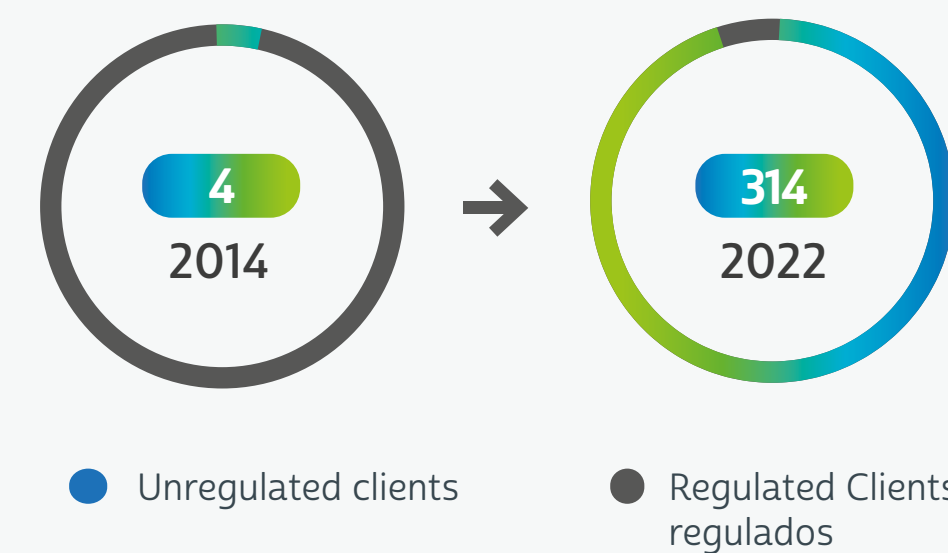 4
2014
314
2022
Unregulated clients
Regulated Clients
regulados